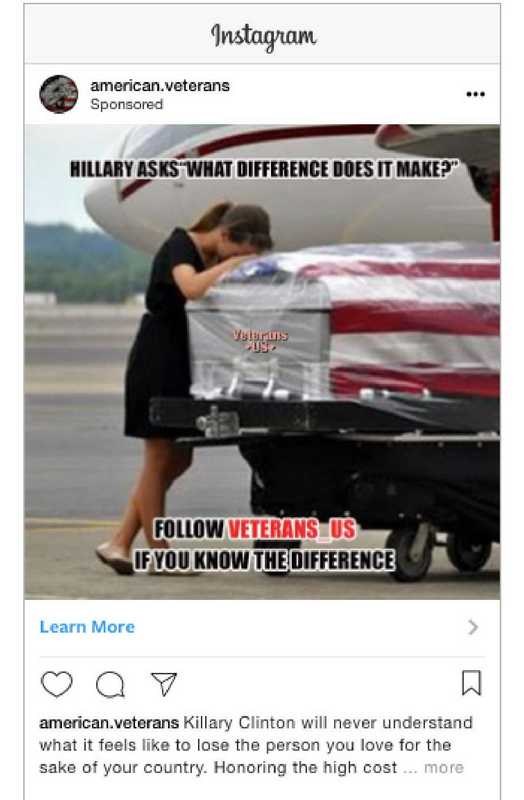 Instagram
american.veterans
Sponsored
HILLARY ASKS "WHAT DIFFERENCE DOES IT MAKE?"
Veterans
•US•
FOLLOW VETERANS_US
IF YOU KNOW THE DIFFERENCE
Learn More
american.veterans Killary Clinton will never understand
what it feels like to lose the person you love for the
sake of your country. Honoring the high cost ... more